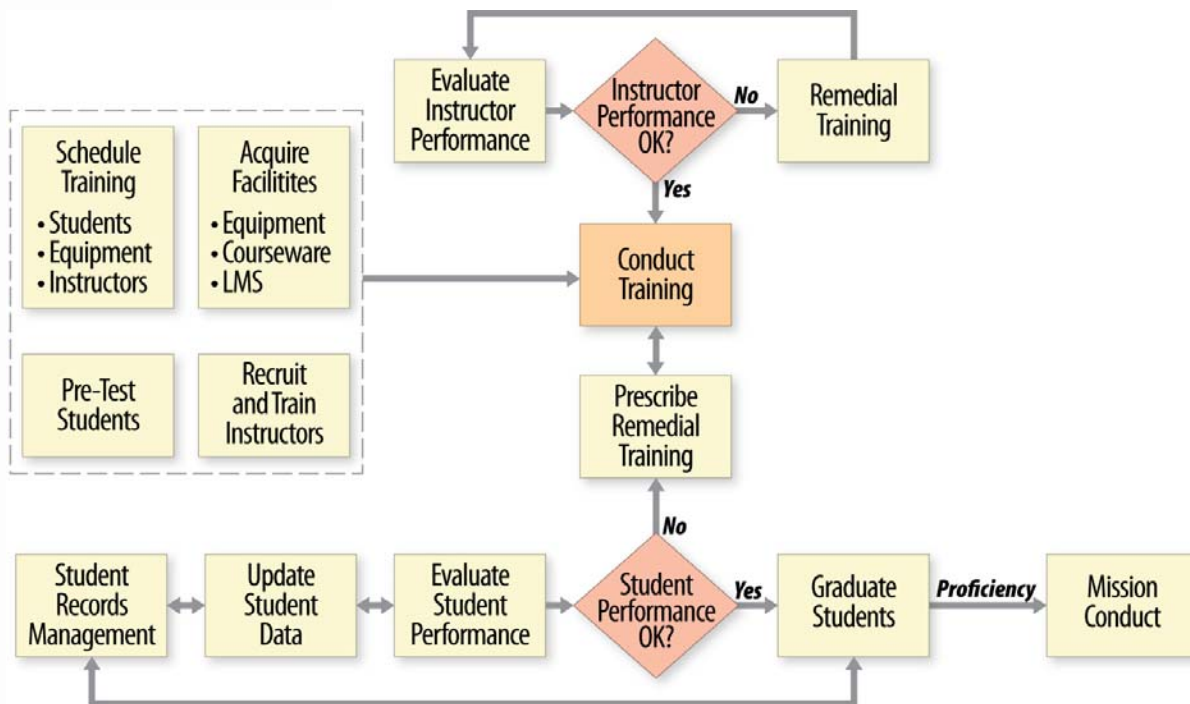 Evaluate
Instructor
Performance
Instructor
Performance
OK?
No
Remedial
Training
Yes
Schedule
Training
• Students
• Equipment
• Instructors
Acquire
Facilitites
• Equipment
• Courseware
• LMS
Conduct
Training
Pre-Test
Students
Recruit
and Train
Instructors
Prescribe
Remedial
Training
No
Student
Records
Management
Update
Student
Data
Evaluate
Student
Performance
Student
Performance
OK?
Yes
Graduate
Students
Proficiency
Mission
Conduct